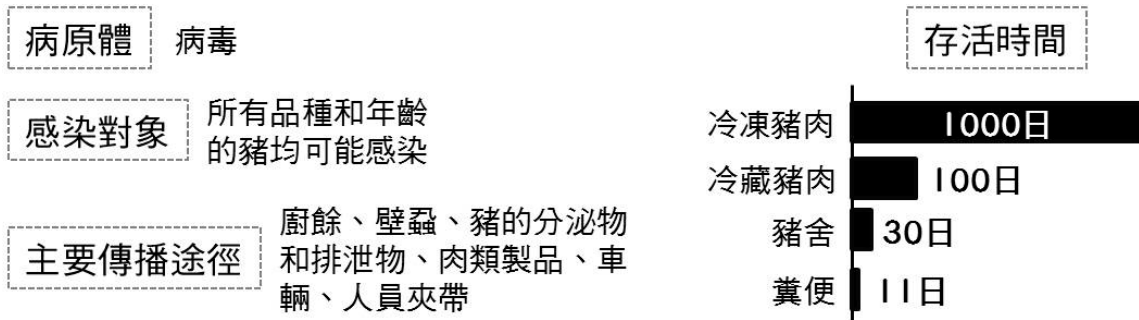 病原體
病毒
感染對象
所有品種和年齡
的豬均可能感染
主要傳播途徑
廚餘、壁蝨、豬的分泌物
和排泄物、肉類製品、車
輛、人員夾帶
存活時間
冷凍豬肉 1000日
冷藏豬肉 100日
豬舍 30日
糞便 11日